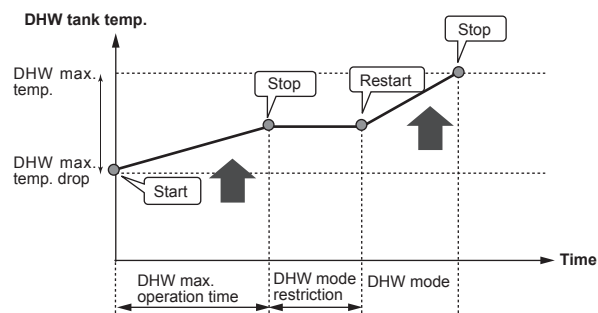 DHW tank temp.
Stop
DHW max.
temp.
Stop
Restart
DHW max.
temp. drop
Start
Time
DHW max.
operation time
DHW mode
restriction
DHW mode